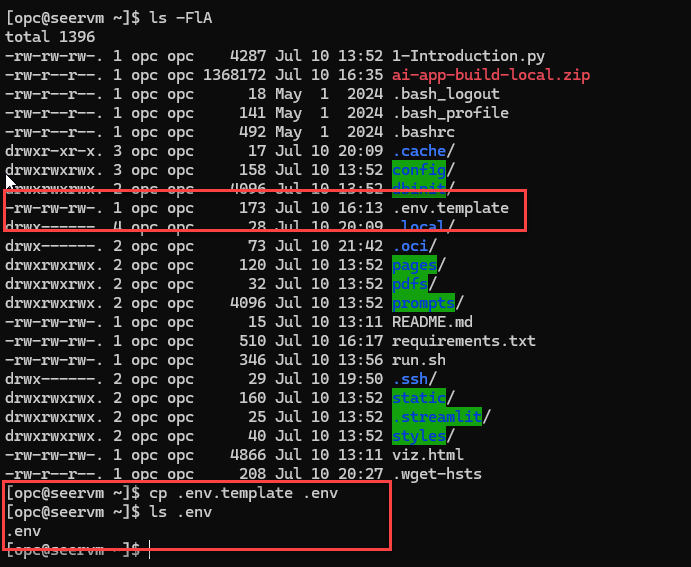 [opc@seervm ~]$ ls -FlA
total 1396
-rw-rw-rw-. 1 opc opc    4287 Jul 10 13:52 1-Introduction.py
-rw-r--r--. 1 opc opc 1368172 Jul 10 16:35 ai-app-build-local.zip
-rw-r--r--. 1 opc opc      18 May  1  2024 .bash_logout
-rw-r--r--. 1 opc opc     141 May  1  2024 .bash_profile
-rw-r--r--. 1 opc opc     492 May  1  2024 .bashrc
drwxr-xr-x. 3 opc opc      17 Jul 10 20:09 .cache/
drwxrwxrwx. 3 opc opc     158 Jul 10 13:52 config/
drwxrwxrwx. 2 opc opc    4096 Jul 10 13:52 dbinit/
-rw-rw-rw-. 1 opc opc     173 Jul 10 16:13 .env.template
drwx------. 4 opc opc      28 Jul 10 20:09 .local/
drwx------. 2 opc opc      73 Jul 10 21:42 .oci/
drwxrwxrwx. 2 opc opc     120 Jul 10 13:52 pages/
drwxrwxrwx. 2 opc opc      32 Jul 10 13:52 pdfs/
drwxrwxrwx. 2 opc opc    4096 Jul 10 13:52 prompts/
-rw-rw-rw-. 1 opc opc      15 Jul 10 13:11 README.md
-rw-rw-rw-. 1 opc opc     510 Jul 10 16:17 requirements.txt
-rw-rw-rw-. 1 opc opc     346 Jul 10 13:56 run.sh
drwx------. 2 opc opc      29 Jul 10 19:50 .ssh/
drwxrwxrwx. 2 opc opc     160 Jul 10 13:52 static/
drwxrwxrwx. 2 opc opc      25 Jul 10 13:52 .streamlit/
drwxrwxrwx. 2 opc opc      40 Jul 10 13:52 styles/
-rw-rw-rw-. 1 opc opc    4866 Jul 10 13:11 viz.html
-rw-r--r--. 1 opc opc     208 Jul 10 20:27 .wget-hsts
[opc@seervm ~]$ cp .env.template .env
[opc@seervm ~]$ ls .env
.env
[opc@seervm ~]$